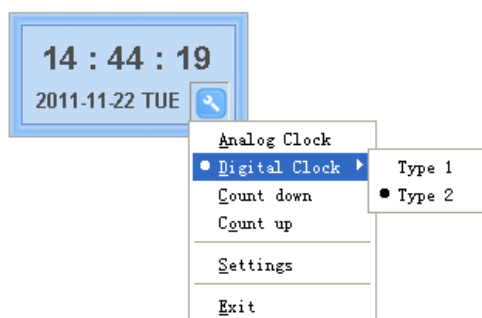 14 : 44 : 19
2011-11-22 TUE
Analog Clock
Digital Clock
Type 1
Type 2
Count down
Count up
Settings
Exit